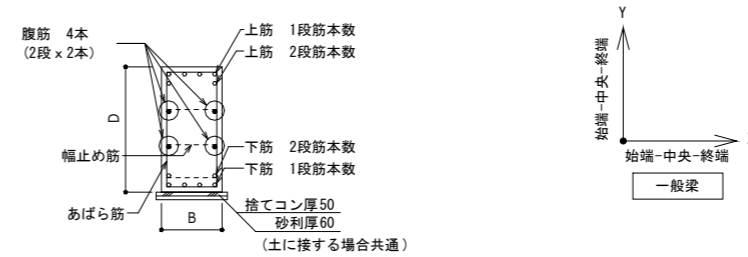 腹筋 4本
(2段 x 2本)
上筋 1段筋本数
上筋 2段筋本数
D
幅止め筋
下筋 2段筋本数
下筋 1段筋本数
あばら筋
B
捨てコン厚50
砂利厚60
(土に接する場合共通)
Y
始端-中央-終端
始端-中央-終端
一般梁